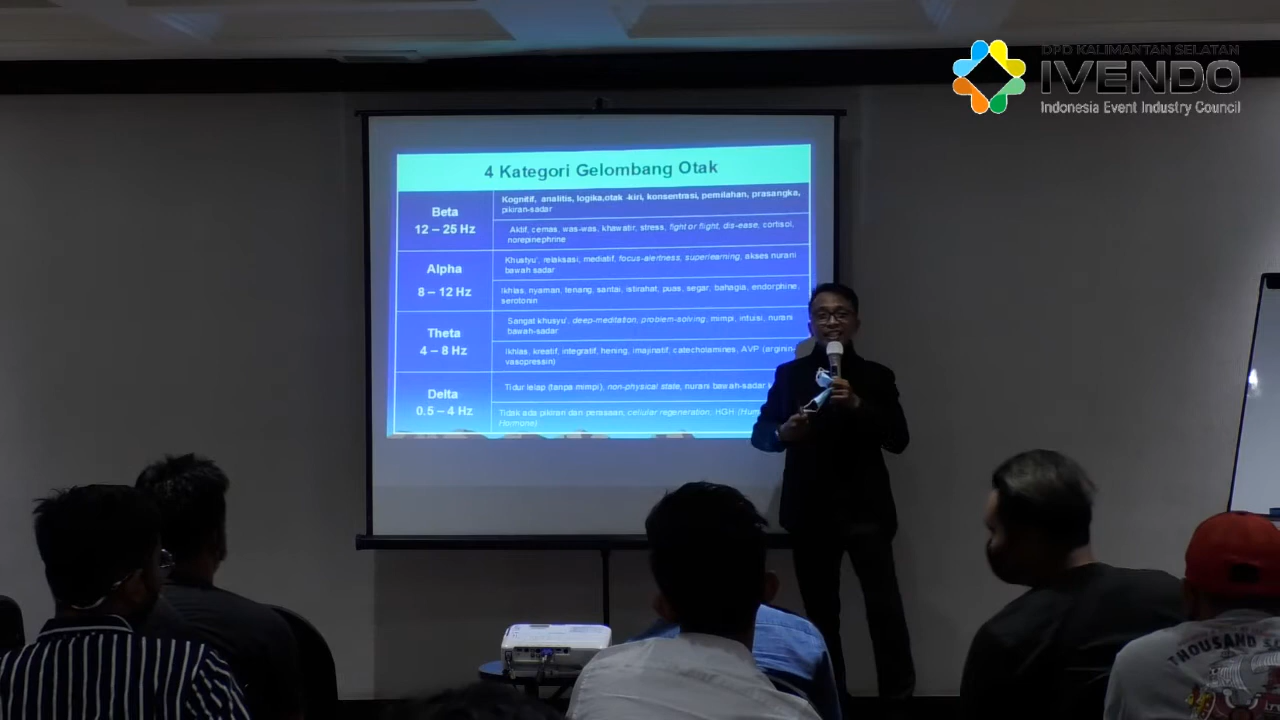 DPD KALIMANTAN SELATAN
IVENDO
Indonesia Event Industry Council
4 Kategori Gelombang Otak
Beta
12 – 25 Hz
Kognitif, analitis, logika,otak -kiri, konsentrasi, pemilahan, prasangka,
pikiran-sadar
Aktif, cemas, was-was, khawatir, stress, fight or flight, dis-ease, cortisol,
norepinephrine
Alpha
8 – 12 Hz
Khusyu', relaksasi, mediatif, focus-alertness, superlearning, akses nurani
bawah sadar
Ikhlas, nyaman, tenang, santai, istirahat, puas, segar, bahagia, endorphine,
serotonin
Theta
4 – 8 Hz
Sangat khusyu', deep-meditation, problem-solving, mimpi, intuisi, nurani
bawah-sadar
Ikhlas, kreatif, integratif, hening, imajinatif, catecholamines, AVP (arginin-
vasopressin)
Delta
0.5 – 4 Hz
Tidur lelap (tanpa mimpi), non-physical state, nurani bawah-sadar
Tidak ada pikiran dan perasaan, cellular regeneration, HGH
Hormone)
THOUSAND